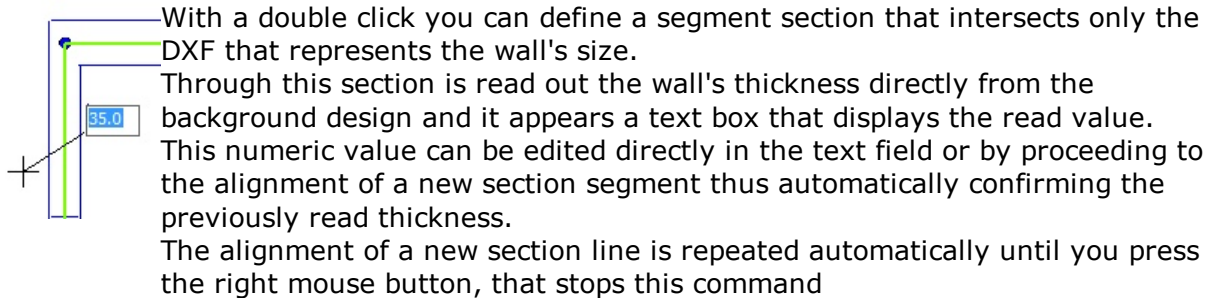 With a double click you can define a segment section that intersects only the
DXF that represents the wall's size.
Through this section is read out the wall's thickness directly from the
35.0 background design and it appears a text box that displays the read value.
This numeric value can be edited directly in the text field or by proceeding to
the alignment of a new section segment thus automatically confirming the
previously read thickness.
The alignment of a new section line is repeated automatically until you press
the right mouse button, that stops this command